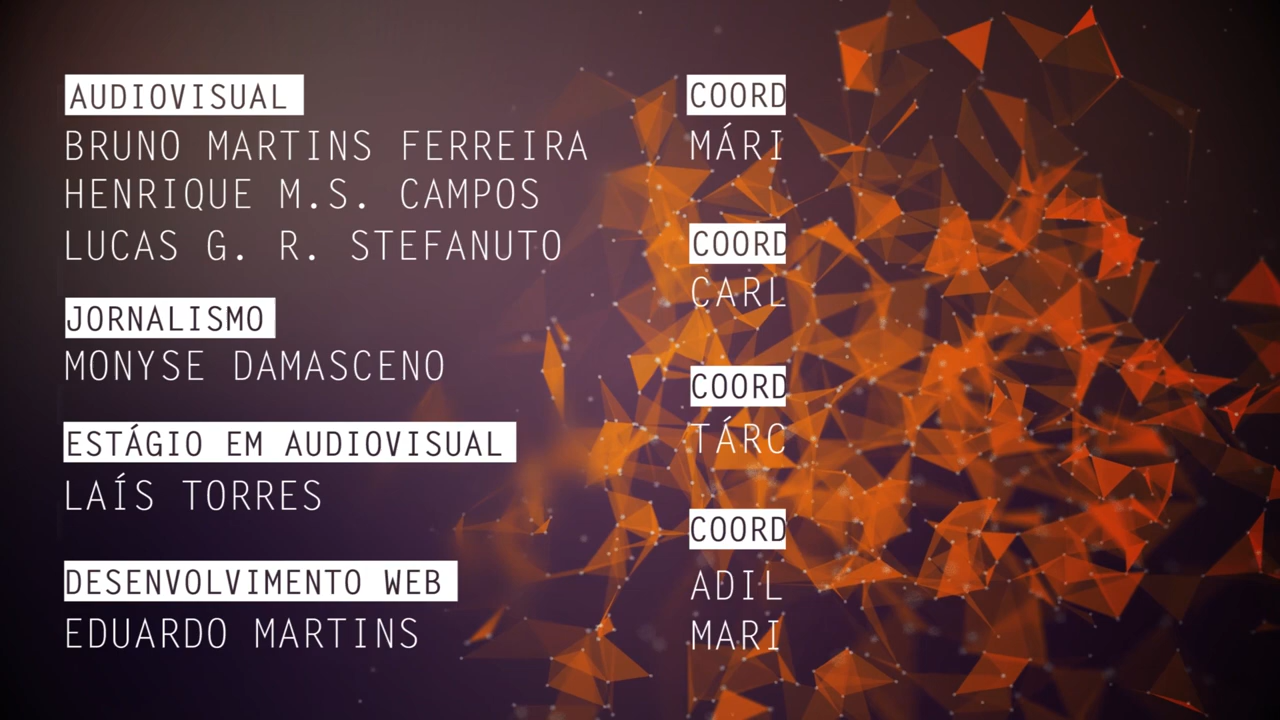 AUDIOVISUAL
BRUNO MARTINS FERREIRA
HENRIQUE M.S. CAMPOS
LUCAS G. R. STEFANUTO
JORNALISMO
MONYSE DAMASCENO
ESTÁGIO EM AUDIOVISUAL
LAÍS TORRES
DESENVOLVIMENTO WEB
EDUARDO MARTINS
COORD
MÁRI
COORD
CARL
COORD
TÁRC
COORD
ADIL
MARI